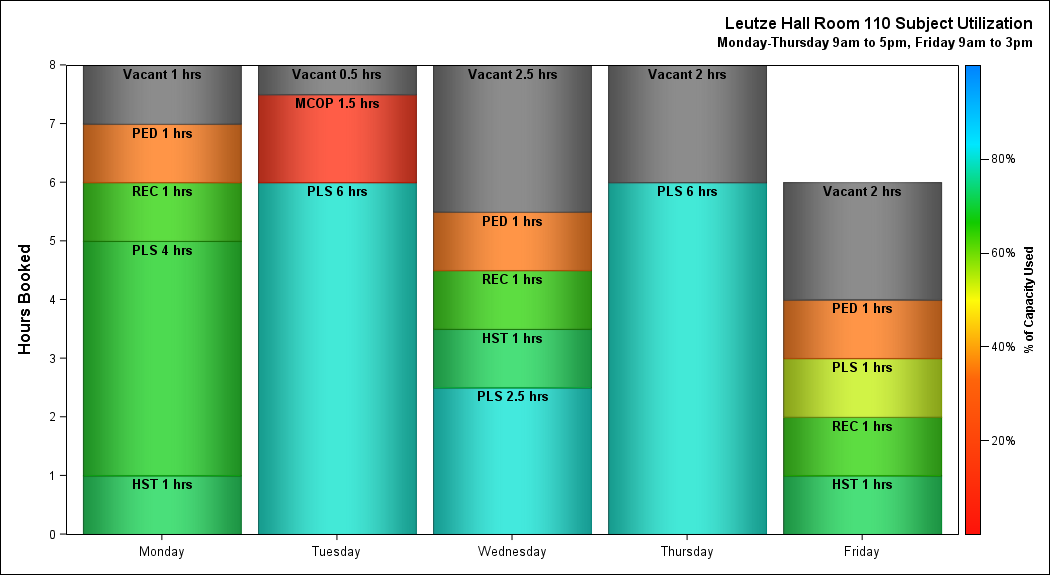 Leutze Hall Room 110 Subject Utilization
Monday-Thursday 9am to 5pm, Friday 9am to 3pm
Hours Booked
8
7
6
5
4
3
2
1
0
Vacant 1 hrs
PED 1 hrs
REC 1 hrs
PLS 4 hrs
HST 1 hrs
Vacant 0.5 hrs
MCOP 1.5 hrs
PLS 6 hrs
Vacant 2.5 hrs
PED 1 hrs
REC 1 hrs
HST 1 hrs
PLS 2.5 hrs
Vacant 2 hrs
PLS 6 hrs
Vacant 2 hrs
PED 1 hrs
PLS 1 hrs
REC 1 hrs
HST 1 hrs
Monday
Tuesday
Wednesday
Thursday
Friday
80%
60%
40%
20%
% of Capacity Used